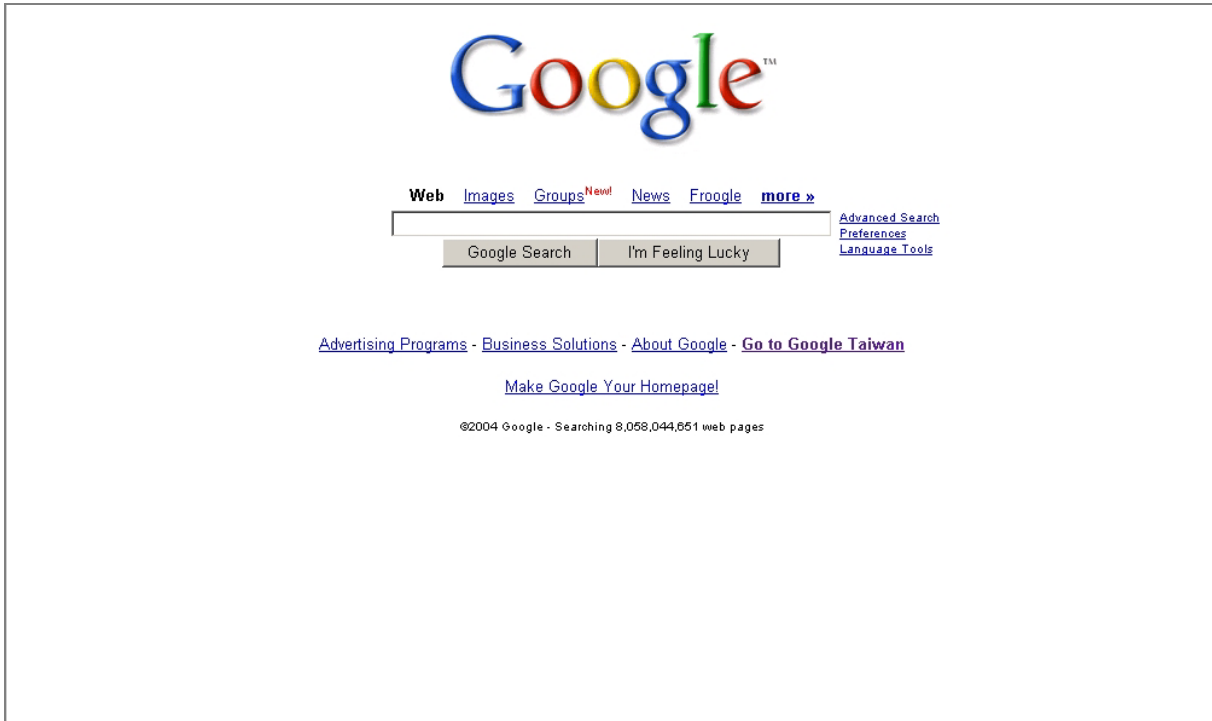 Google™
Web Images Groups New! News Froogle more »
Advanced Search
Preferences
Language Tools
Google Search I'm Feeling Lucky
Advertising Programs - Business Solutions - About Google - Go to Google Taiwan
Make Google Your Homepage!
©2004 Google - Searching 8,058,044,651 web pages